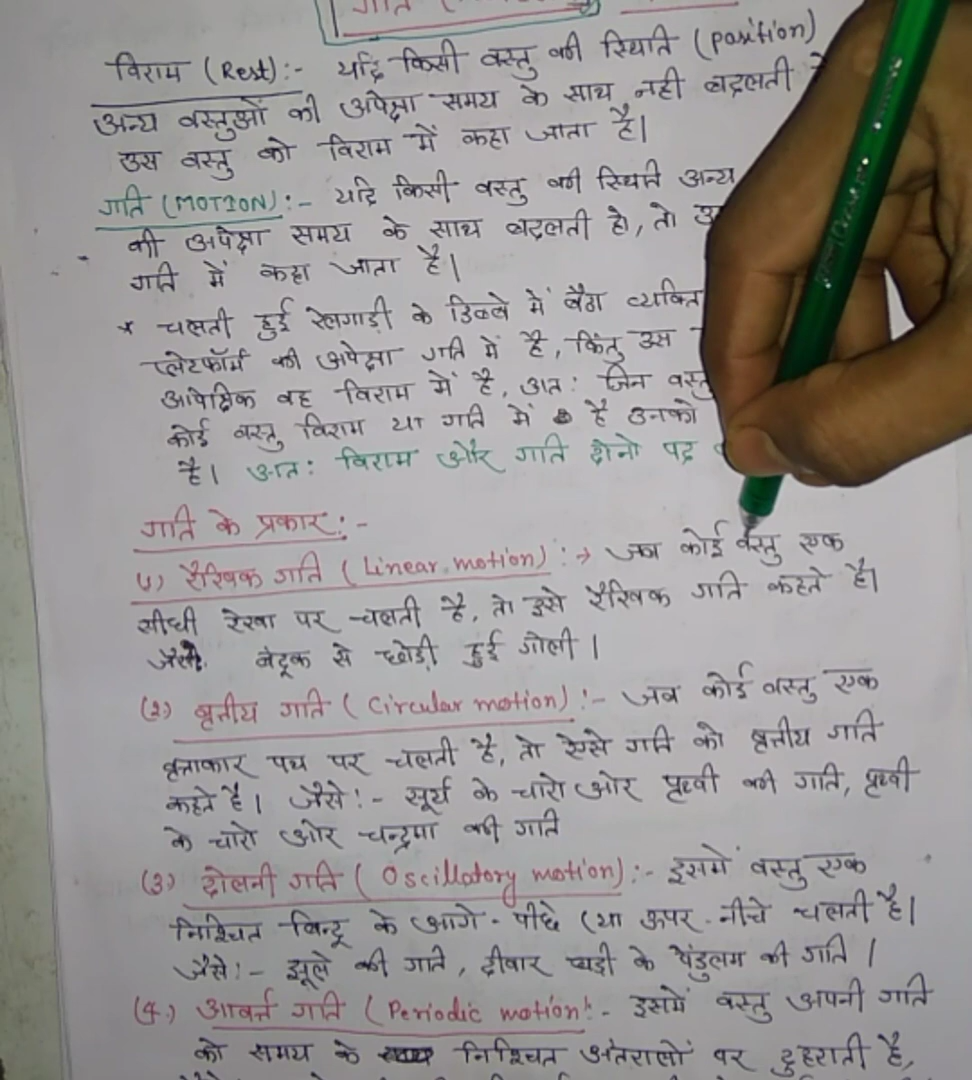 गति
विराम (Rest):- यदि किसी वस्तु की स्थिति (position)
अन्य वस्तुओं की अपेक्षा समय के साथ नही बदलती
उस वस्तु को विराम में कहा जाता है।
गति (MOTION):- यदि किसी वस्तु की स्थिति अन्य
की अपेक्षा समय के साथ बदलती हो, तो
गति में कहा जाता है।
* चलती हुई रेलगाड़ी के डिब्बे में बैठा व्यक्ति
प्लेटफॉर्म की अपेक्षा गति में है, किंतु उस
आपेक्षिक वह विराम में है, अतः जिन वस्तु
कोई वस्तु विराम या गति में है उनको
है। अतः विराम और गति दोनो पद
गति के प्रकार:-
(1) रैखिक गति (Linear motion):→ जब कोई वस्तु एक
सीधी रेखा पर चलती है, तो इसे रैखिक गति कहते है।
जैसे बंदूक से छोड़ी हुई गोली।
(2) वृत्तीय गति (Circular motion):- जब कोई वस्तु एक
वृत्ताकार पथ पर चलती है, तो ऐसे गति को वृत्तीय गति
कहते है। जैसे:- सूर्य के चारो ओर पृथ्वी की गति, पृथ्वी
के चारो ओर चन्द्रमा की गति
(3) दोलनी गति (Oscillatory motion):- इसमें वस्तु एक
निश्चित बिन्दू के आगे-पीछे (या ऊपर-नीचे चलती है।
जैसे:- झूले की गति, दीवार घड़ी के पेंडुलम की गति।
(4.) आवर्त गति (Periodic motion:- इसमें वस्तु अपनी गति
को समय के निश्चित अंतरालों पर दुहराती है,